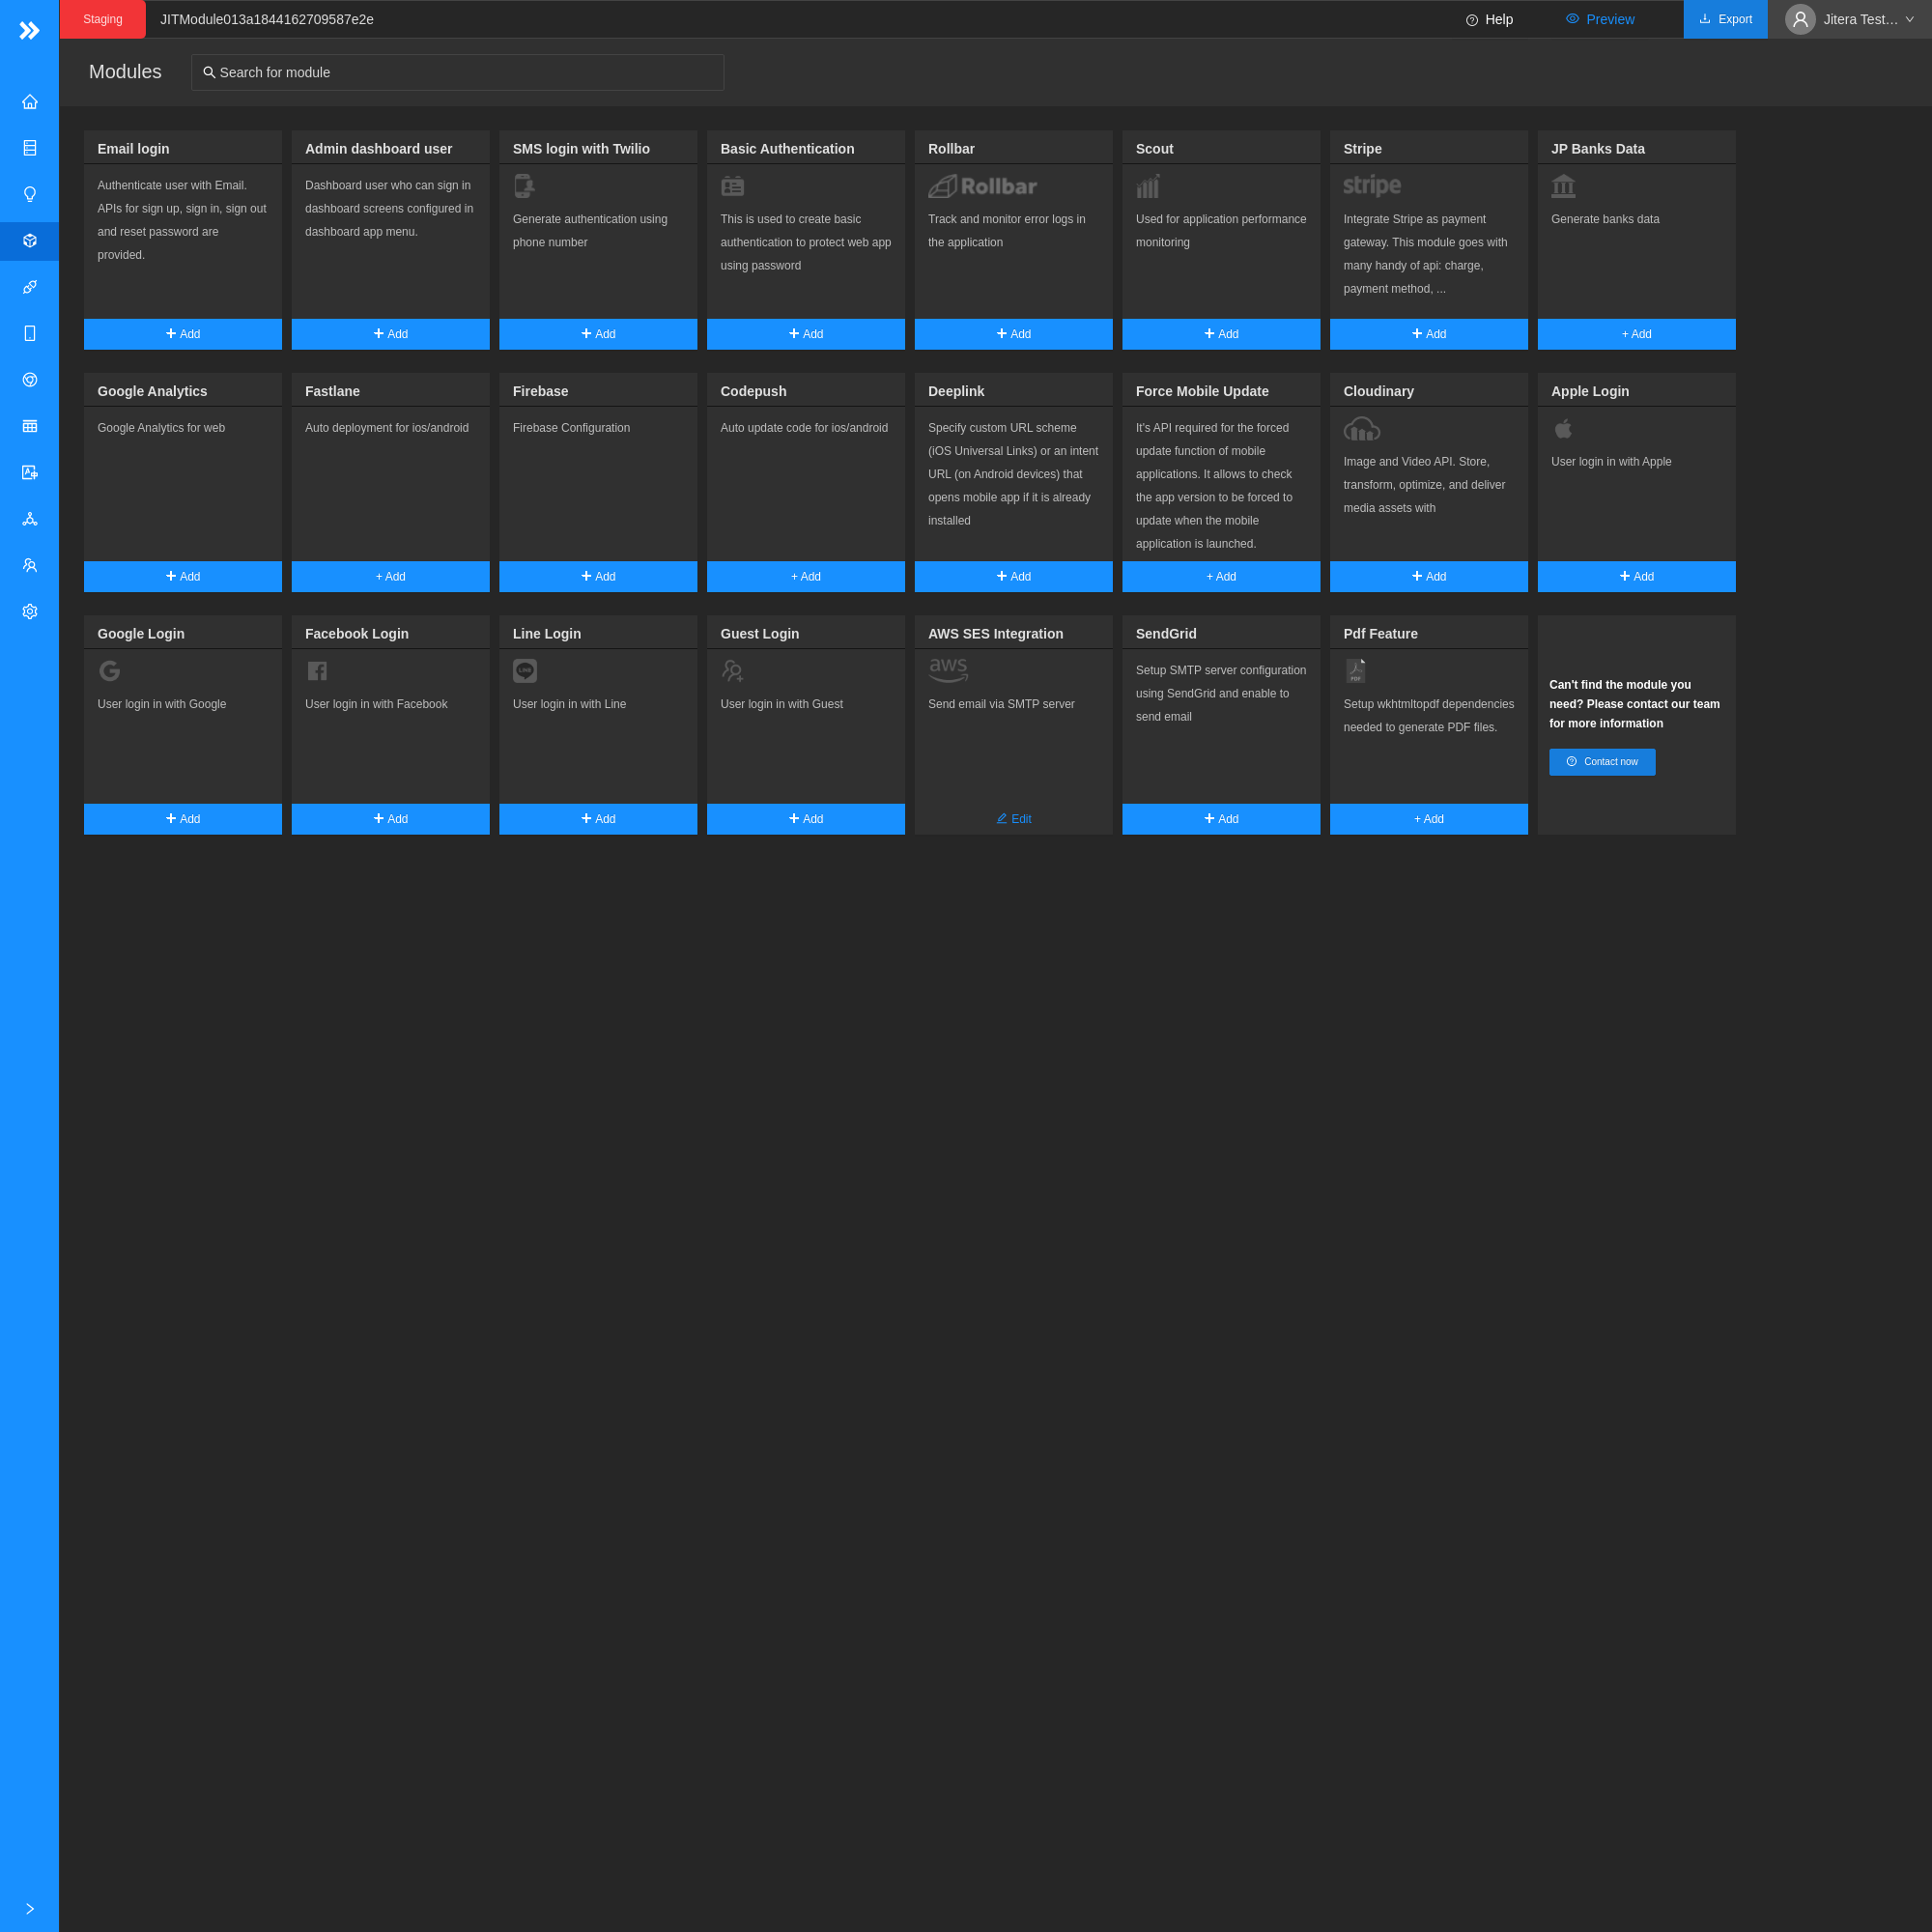 Staging
JITModule013a1844162709587e2e
Help
Preview
Export
Jitera Test…
Modules
Search for module
Email login
Authenticate user with Email.
APIs for sign up, sign in, sign out
and reset password are
provided.
Add
Admin dashboard user
Dashboard user who can sign in
dashboard screens configured in
dashboard app menu.
Add
SMS login with Twilio
Generate authentication using
phone number
Add
Basic Authentication
This is used to create basic
authentication to protect web app
using password
Add
Rollbar
Rollbar
Track and monitor error logs in
the application
Add
Scout
Used for application performance
monitoring
Add
Stripe
stripe
Integrate Stripe as payment
gateway. This module goes with
many handy of api: charge,
payment method, ...
Add
JP Banks Data
Generate banks data
+ Add
Google Analytics
Google Analytics for web
Add
Fastlane
Auto deployment for ios/android
+ Add
Firebase
Firebase Configuration
Add
Codepush
Auto update code for ios/android
+ Add
Deeplink
Specify custom URL scheme
(iOS Universal Links) or an intent
URL (on Android devices) that
opens mobile app if it is already
installed
Add
Force Mobile Update
It's API required for the forced
update function of mobile
applications. It allows to check
the app version to be forced to
update when the mobile
application is launched.
+ Add
Cloudinary
Image and Video API. Store,
transform, optimize, and deliver
media assets with
Add
Apple Login
User login in with Apple
Add
Google Login
User login in with Google
Add
Facebook Login
User login in with Facebook
Add
Line Login
LINE
User login in with Line
Add
Guest Login
User login in with Guest
Add
AWS SES Integration
aws
Send email via SMTP server
Edit
SendGrid
Setup SMTP server configuration
using SendGrid and enable to
send email
Add
Pdf Feature
PDF
Setup wkhtmltopdf dependencies
needed to generate PDF files.
+ Add
Can't find the module you
need? Please contact our team
for more information
Contact now